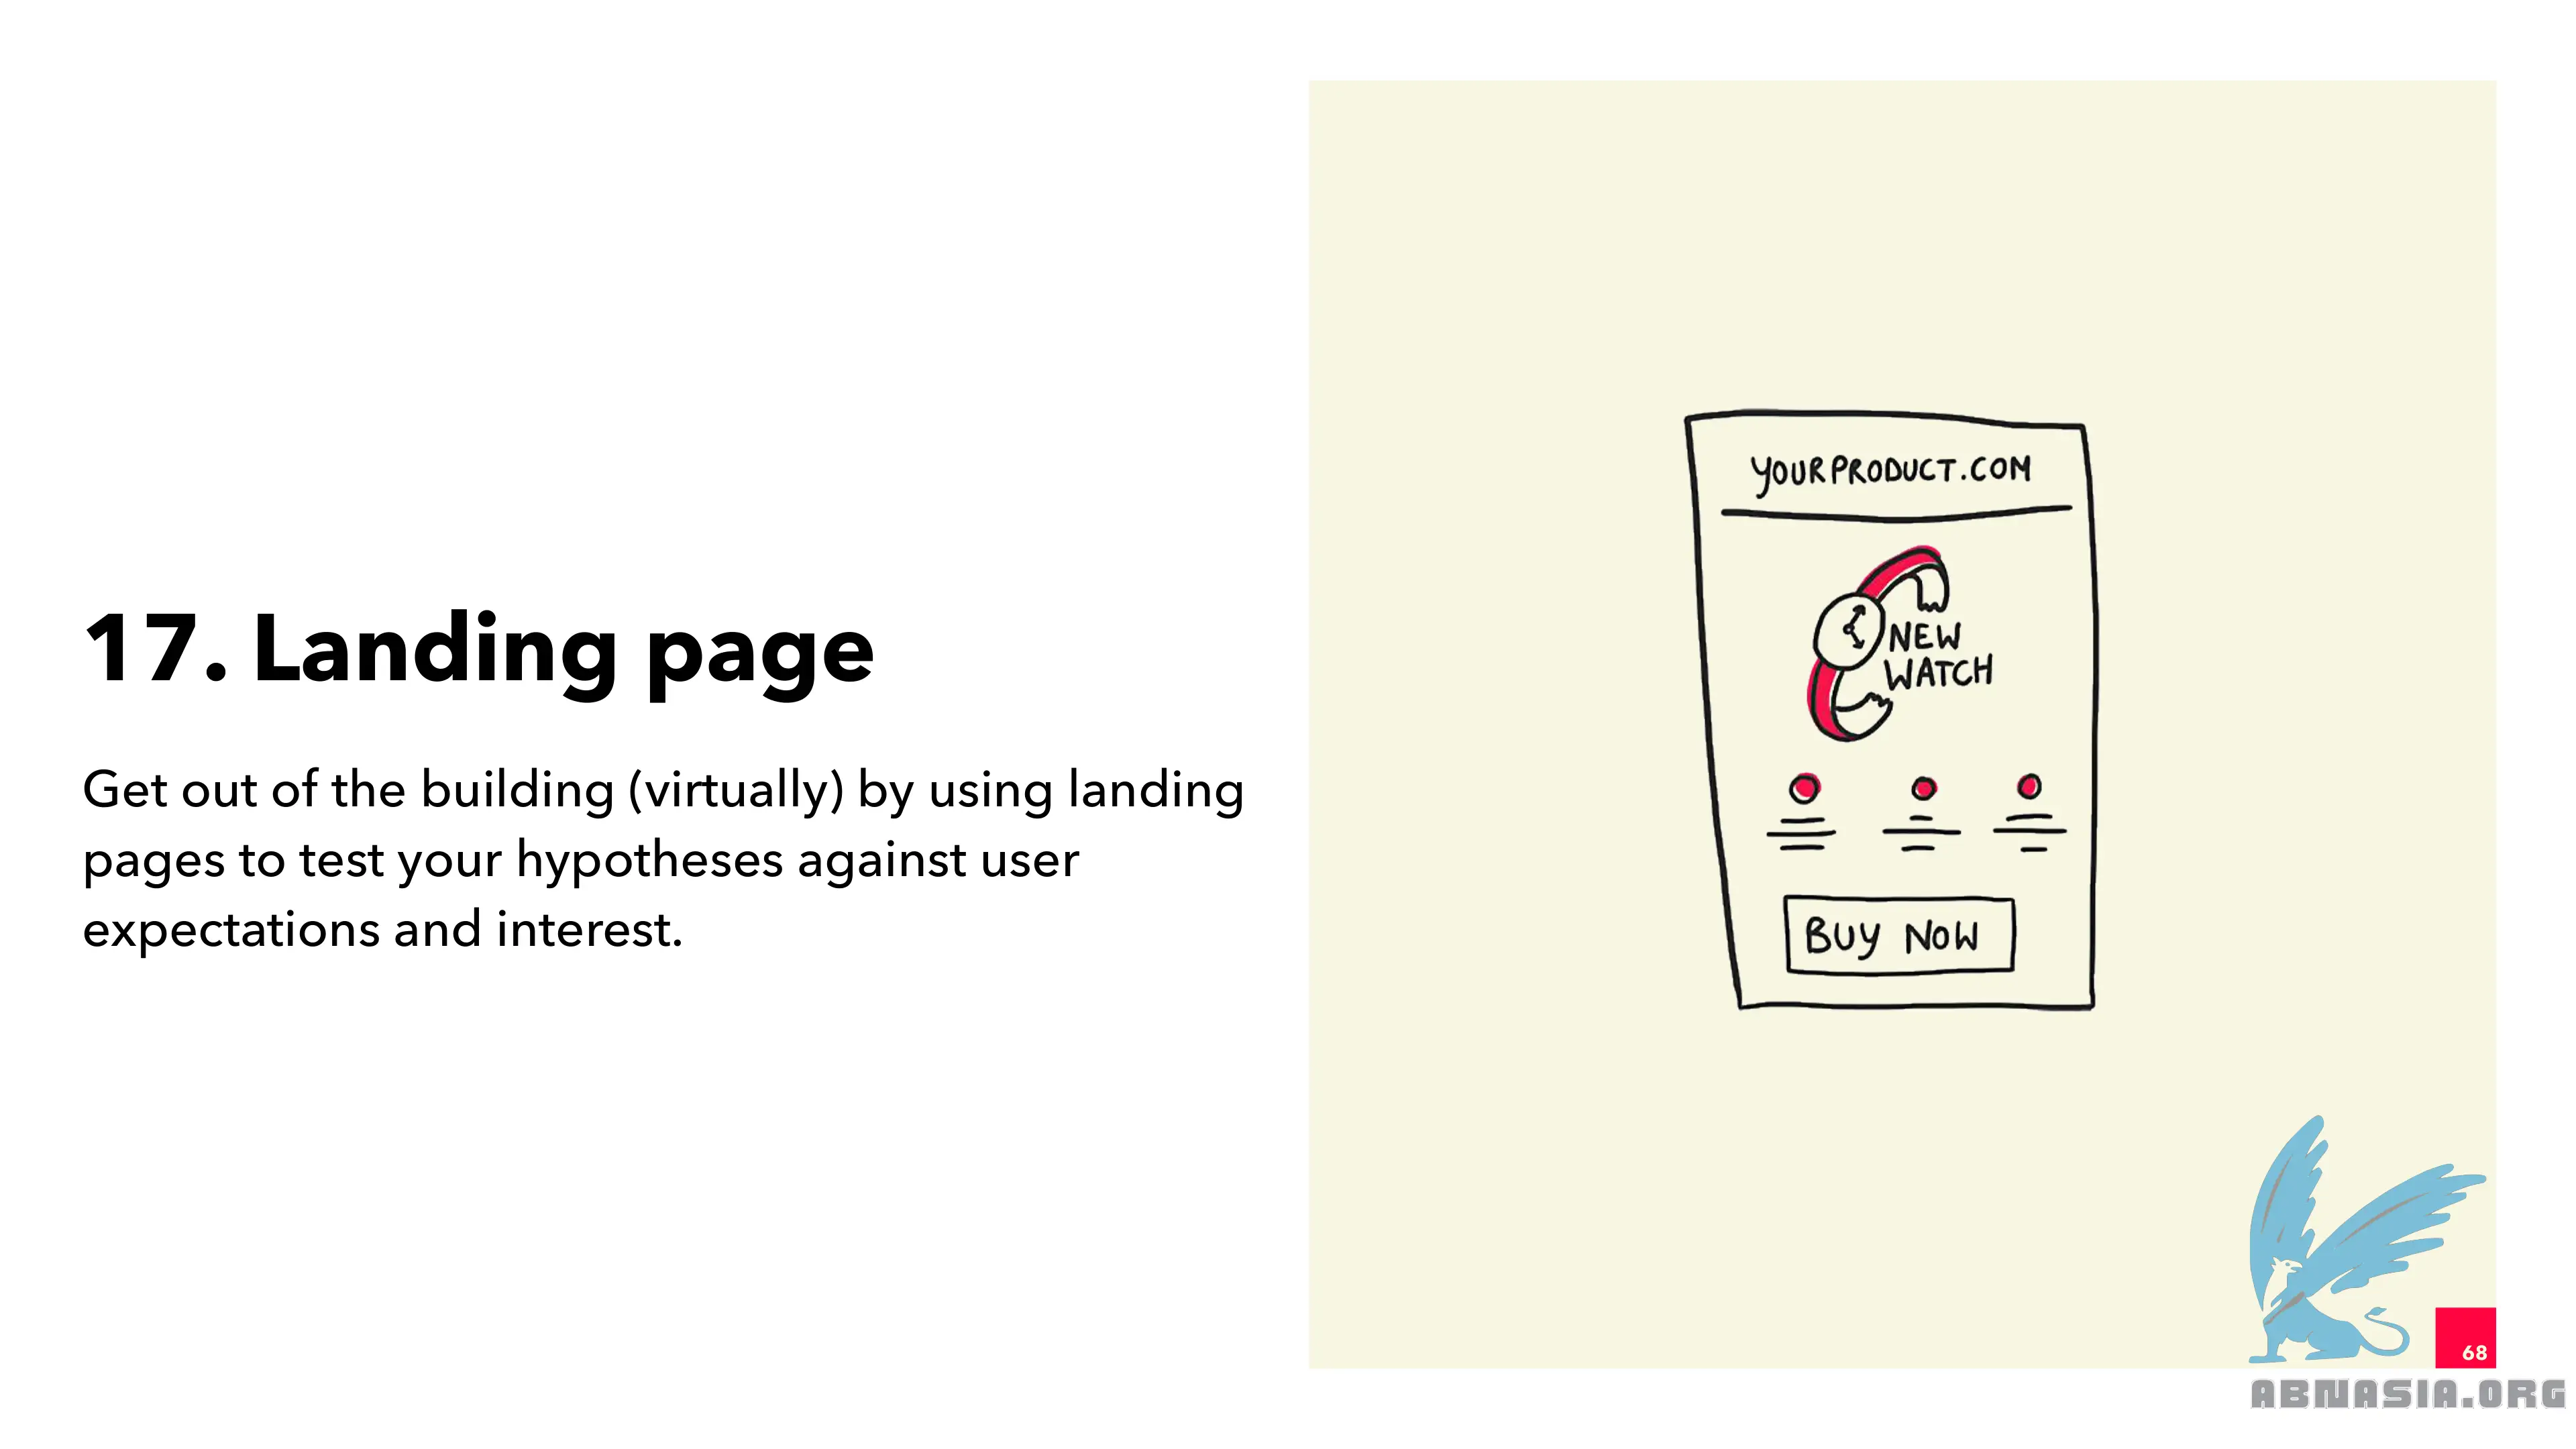 17. Landing page
Get out of the building (virtually) by using landing
pages to test your hypotheses against user
expectations and interest.
YOURPRODUCT.COM
NEW
WATCH
BUY NOW
68
ABNASIA.ORG